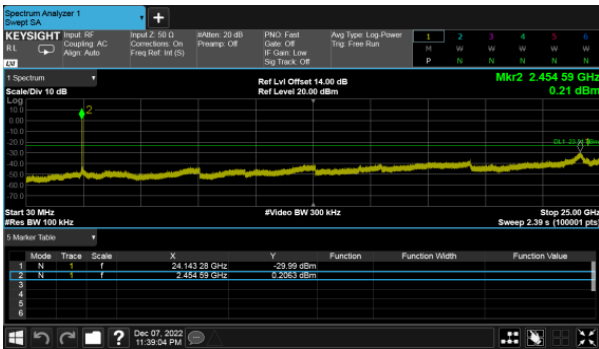 Spectrum Analyzer 1
Swept SA
+
KEYSIGHT Input: RF Input Z: 50 Ω #Atten: 20 dB PNO: Fast Avg Type: Log-Power 1 2 3 4 5 6
RL Coupling: AC Corrections: On Preamp: Off Gate: Off Trig: Free Run M W W W W W
Align: Auto Freq Ref: Int (S) IF Gain: Low P N N N N N
Sig Track: Off
LXI
1 Spectrum Ref Lvl Offset 14.00 dB Mkr2 2.454 59 GHz
Scale/Div 10 dB Ref Level 20.00 dBm 0.21 dBm
Log
10.0
2
0.00
-10.0
-20.0
-30.0
-40.0
-50.0
-60.0
-70.0
Start 30 MHz #Video BW 300 kHz Stop 25.00 GHz
#Res BW 100 kHz Sweep 2.39 s (100001 pts)
5 Marker Table
Mode Trace Scale X Y Function Function Width Function Value
1 N 1 f 24.143 28 GHz -29.99 dBm
2 N 1 f 2.454 59 GHz 0.2063 dBm
3
4
5
6
? Dec 07, 2022
11:39:04 PM